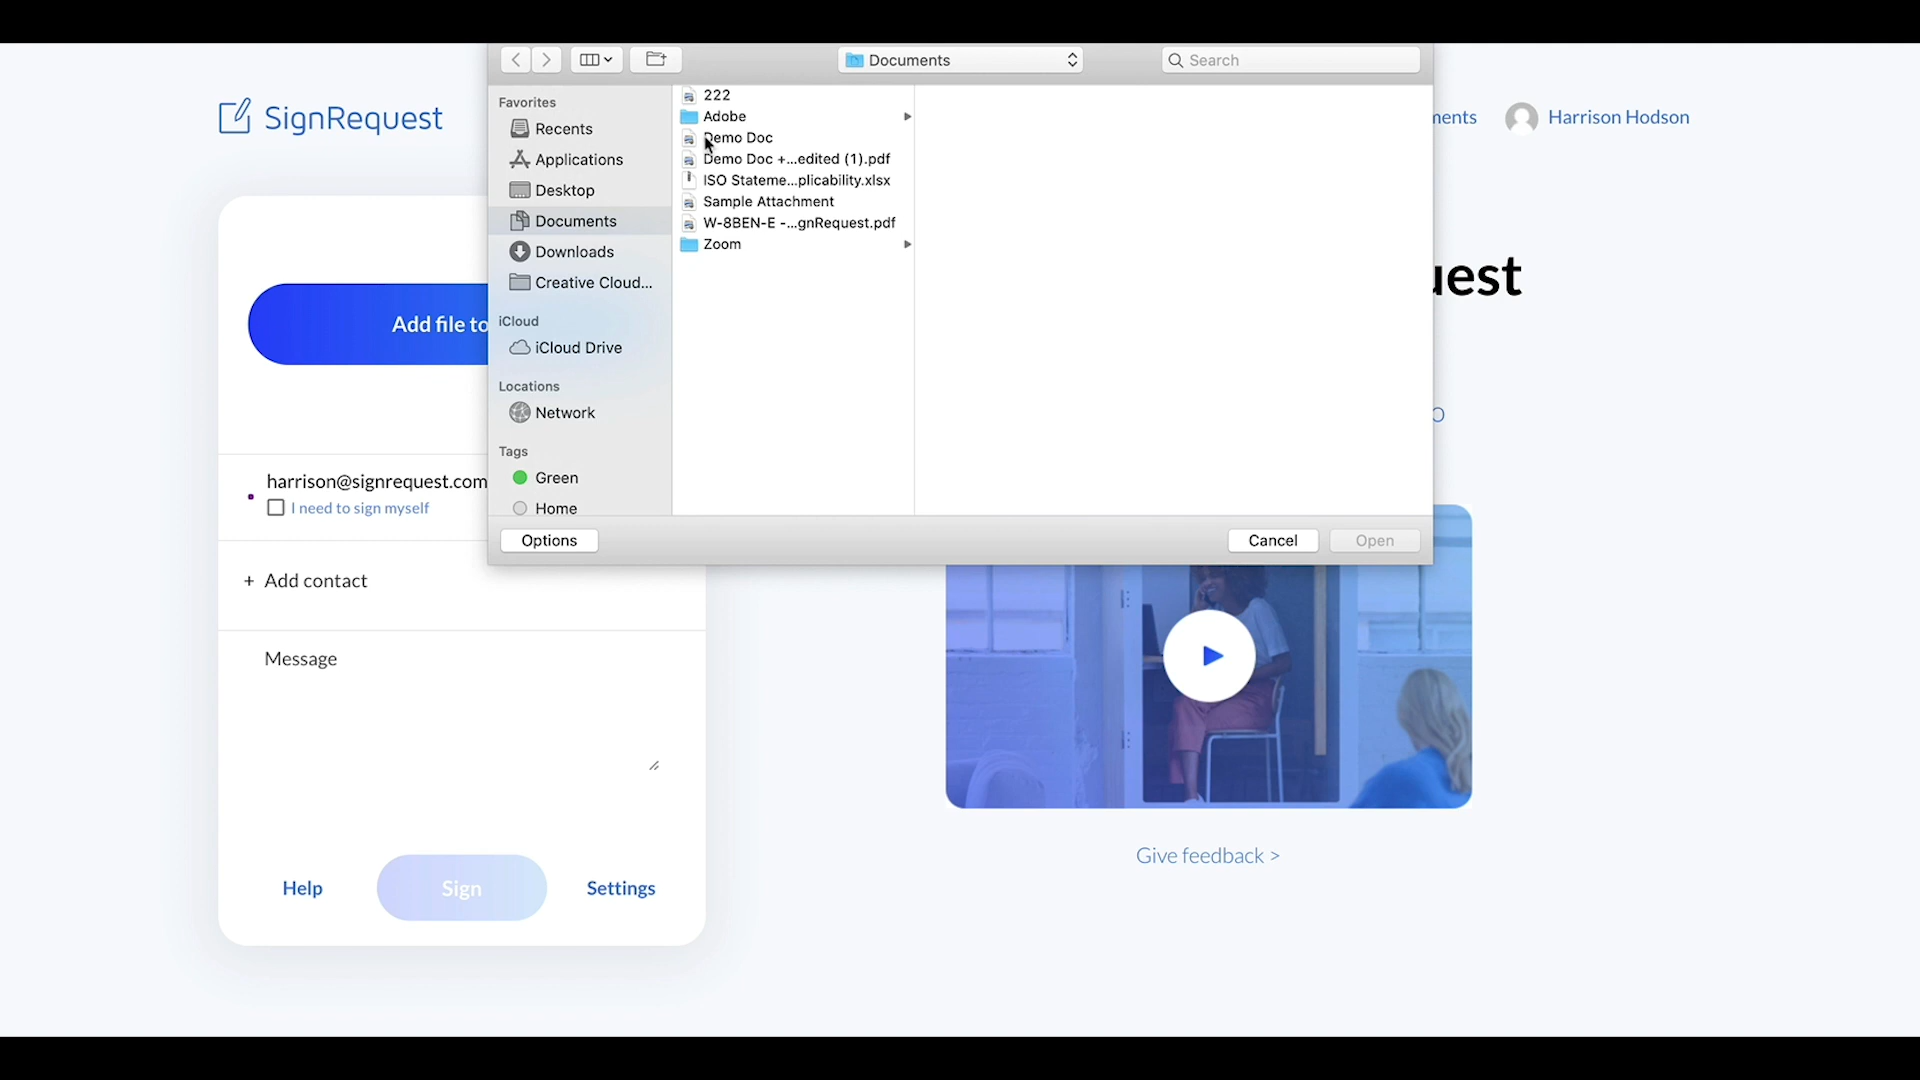 Documents
Search
Favorites
Recents
Applications
Desktop
Documents
Downloads
Creative Cloud...
iCloud
iCloud Drive
Locations
Network
Tags
Green
Home
222
Adobe
Demo Doc
Demo Doc +...edited (1).pdf
ISO Stateme...plicability.xlsx
Sample Attachment
W-8BEN-E -...gnRequest.pdf
Zoom
Options
Cancel
Open
SignRequest
Harrison Hodson
Add file to
harrison@signrequest.com
I need to sign myself
+ Add contact
Message
Help
Sign
Settings
Give feedback >